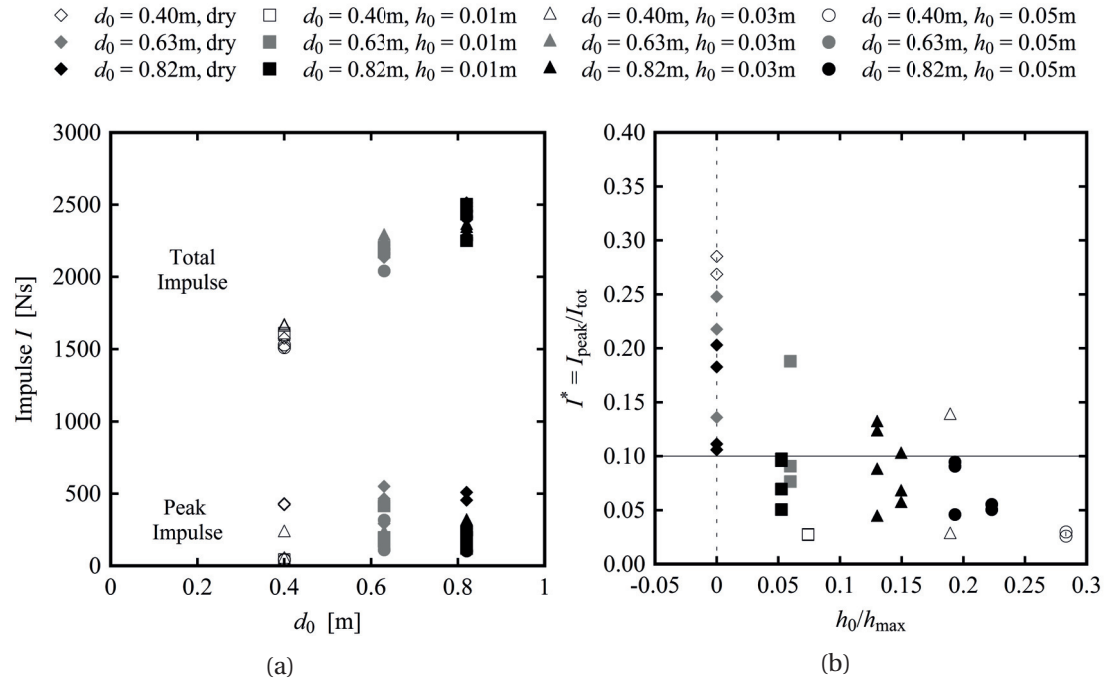 d0 = 0.40m, dry d0 = 0.40m, h0 = 0.01m d0 = 0.40m, h0 = 0.03m d0 = 0.40m, h0 = 0.05m
d0 = 0.63m, dry d0 = 0.63m, h0 = 0.01m d0 = 0.63m, h0 = 0.03m d0 = 0.63m, h0 = 0.05m
d0 = 0.82m, dry d0 = 0.82m, h0 = 0.01m d0 = 0.82m, h0 = 0.03m d0 = 0.82m, h0 = 0.05m
3000
2500
2000
1500
1000
500
0
Impulse I [Ns]
Total
Impulse
Peak
Impulse
0 0.2 0.4 0.6 0.8 1
d0 [m]
(a)
0.40
0.35
0.30
0.25
0.20
0.15
0.10
0.05
0.00
I* = Ipeak/Itot
-0.05 0 0.05 0.1 0.15 0.2 0.25 0.3
h0/hmax
(b)